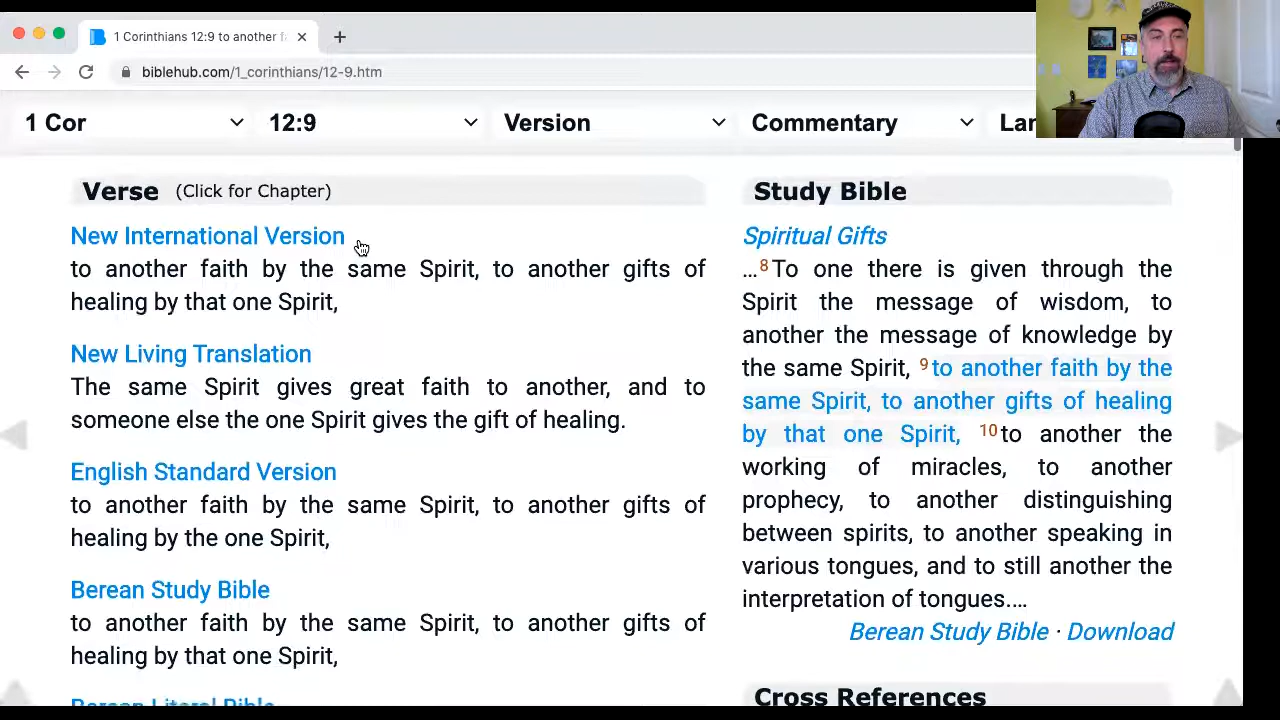 1 Corinthians 12:9 to another fa
biblehub.com/1_corinthians/12-9.htm
1 Cor
12:9
Version
Commentary
Verse (Click for Chapter)
New International Version
to another faith by the same Spirit, to another gifts of
healing by that one Spirit,
New Living Translation
The same Spirit gives great faith to another, and to
someone else the one Spirit gives the gift of healing.
English Standard Version
to another faith by the same Spirit, to another gifts of
healing by the one Spirit,
Berean Study Bible
to another faith by the same Spirit, to another gifts of
healing by that one Spirit,
Berean Literal Bible
Study Bible
Spiritual Gifts
…8To one there is given through the
Spirit the message of wisdom, to
another the message of knowledge by
the same Spirit, 9to another faith by the
same Spirit, to another gifts of healing
by that one Spirit, 10to another the
working of miracles, to another
prophecy, to another distinguishing
between spirits, to another speaking in
various tongues, and to still another the
interpretation of tongues.…
Berean Study Bible · Download
Cross References